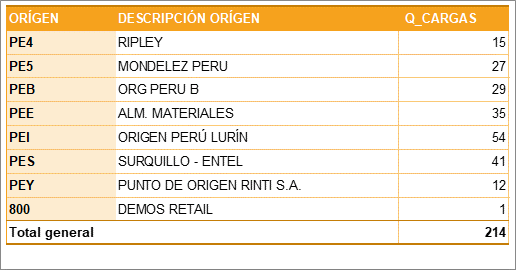 ORÍGEN DESCRIPCIÓN ORÍGEN Q_CARGAS
PE4 RIPLEY 15
PE5 MONDELEZ PERU 27
PEB ORG PERU B 29
PEE ALM. MATERIALES 35
PEI ORIGEN PERÚ LURÍN 54
PES SURQUILLO - ENTEL 41
PEY PUNTO DE ORIGEN RINTI S.A. 12
800 DEMOS RETAIL 1
Total general 214